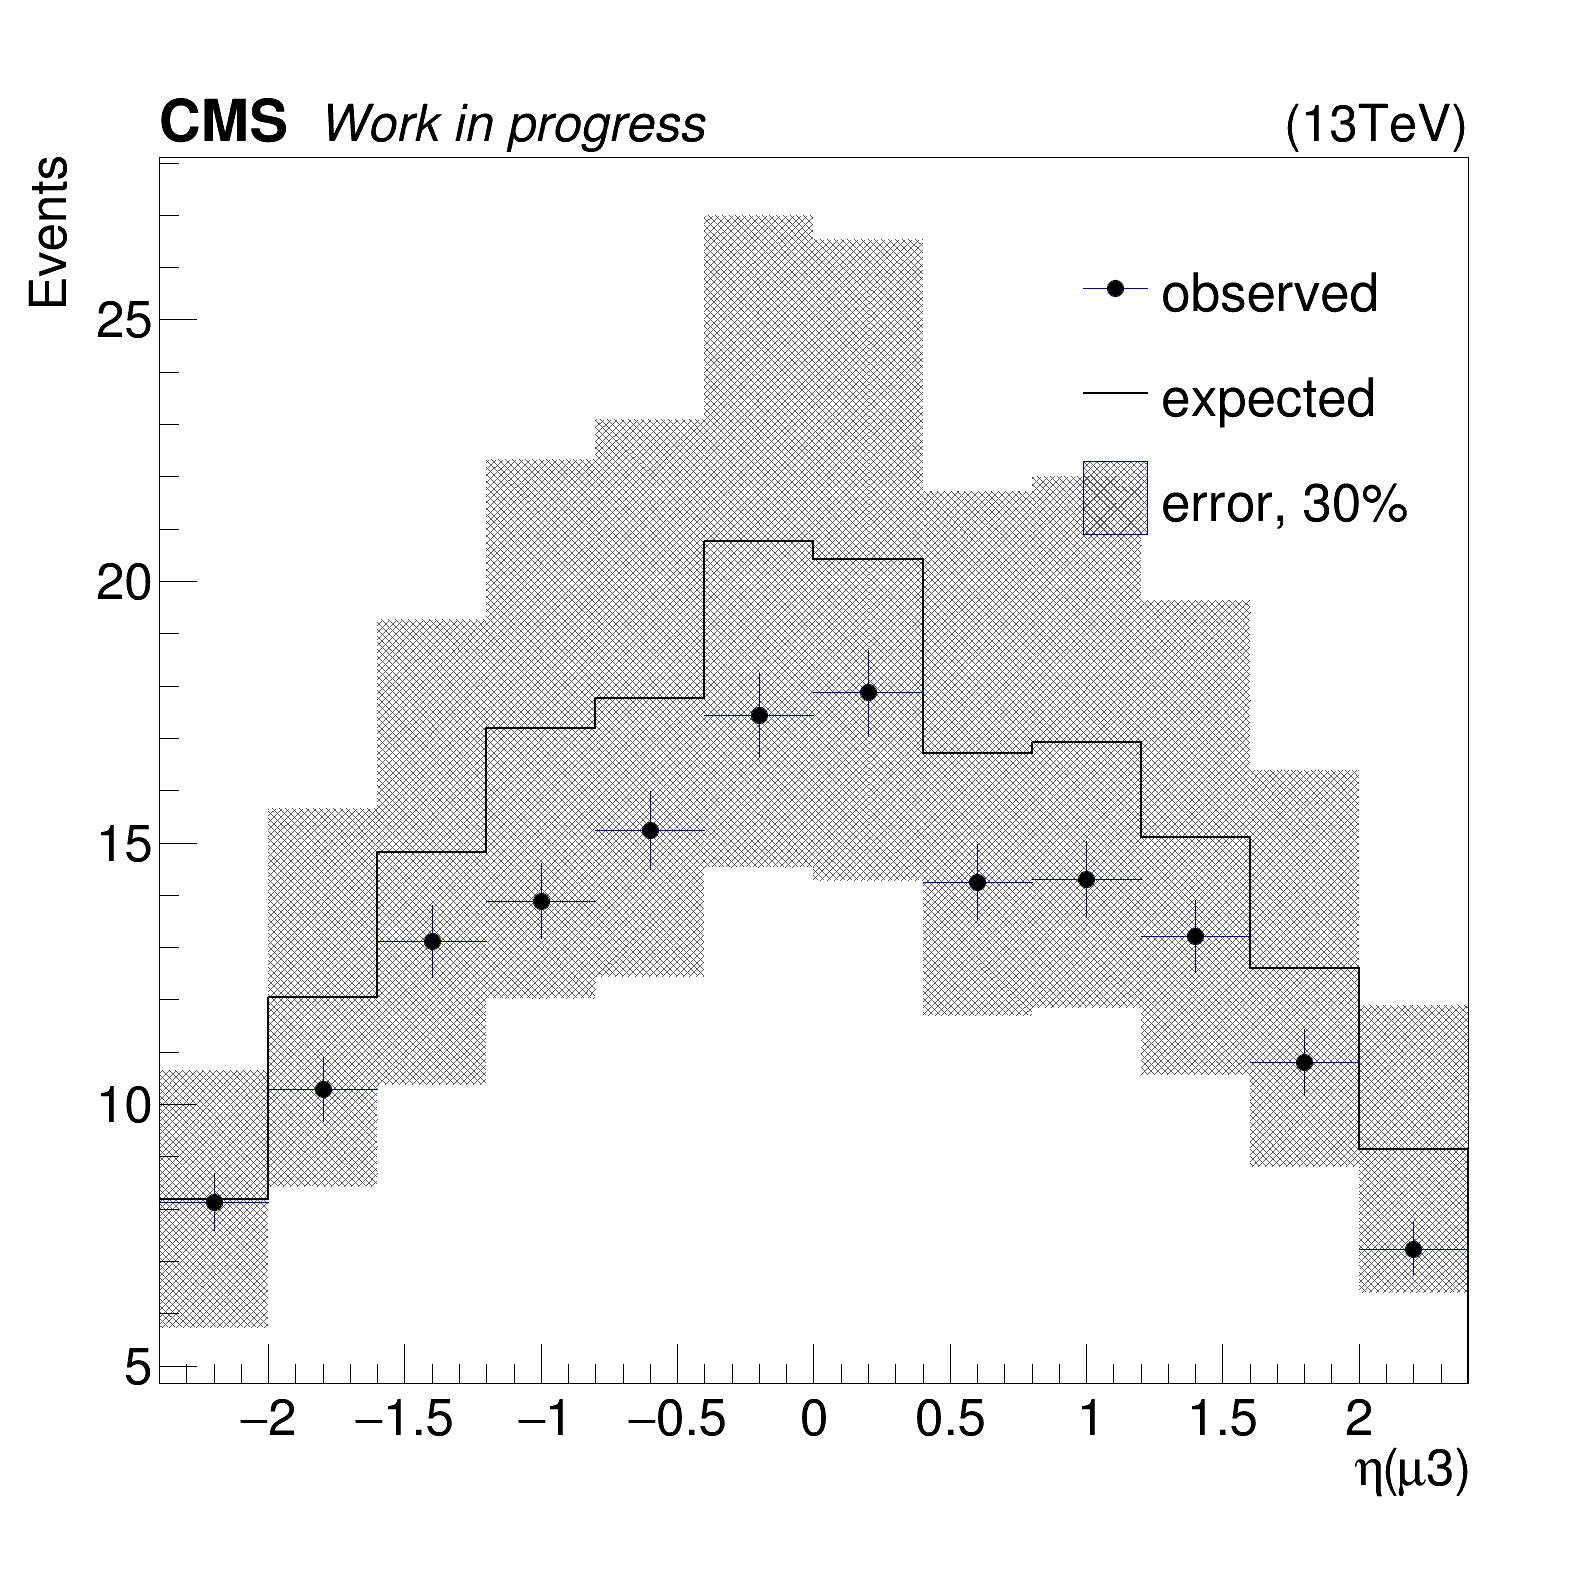 CMS Work in progress (13TeV)
Events
observed
expected
error, 30%
25
20
15
10
5
−2 −1.5 −1 −0.5 0 0.5 1 1.5 2
η(μ3)